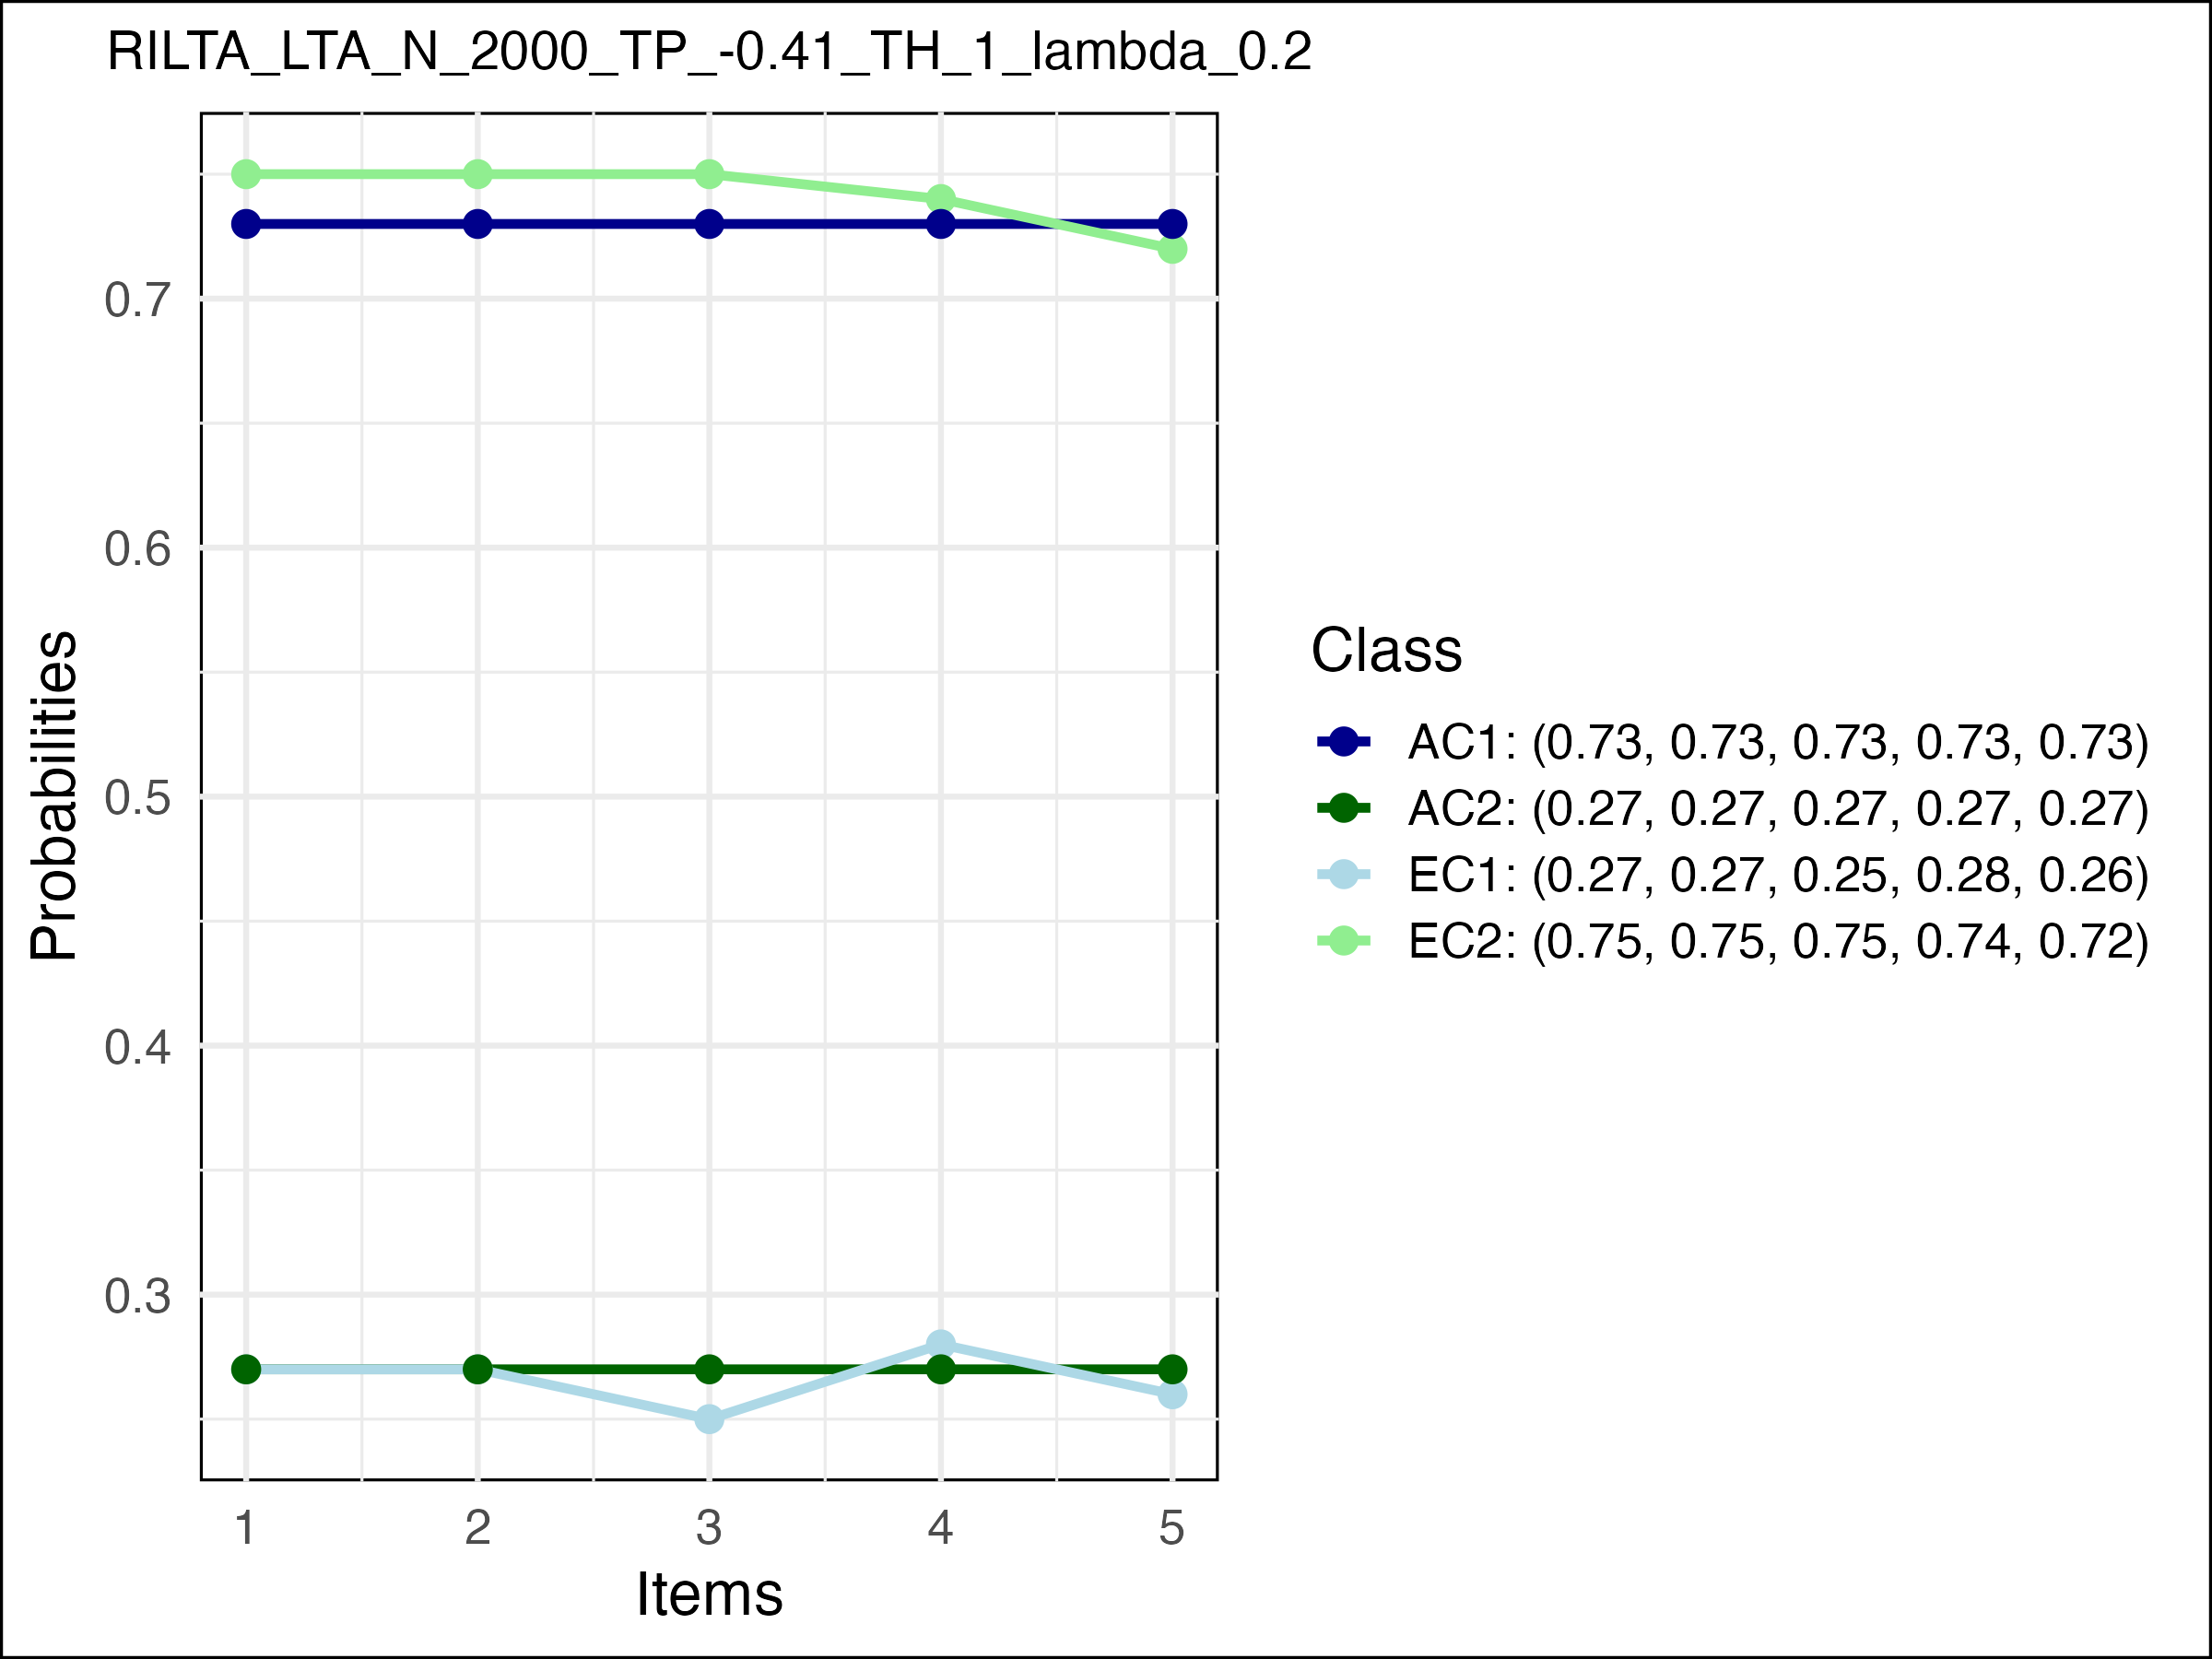 RILTA_LTA_N_2000_TP_-0.41_TH_1_lambda_0.2
Probabilities
0.7
0.6
0.5
0.4
0.3
1 2 3 4 5
Items
Class
AC1: (0.73, 0.73, 0.73, 0.73, 0.73)
AC2: (0.27, 0.27, 0.27, 0.27, 0.27)
EC1: (0.27, 0.27, 0.25, 0.28, 0.26)
EC2: (0.75, 0.75, 0.75, 0.74, 0.72)